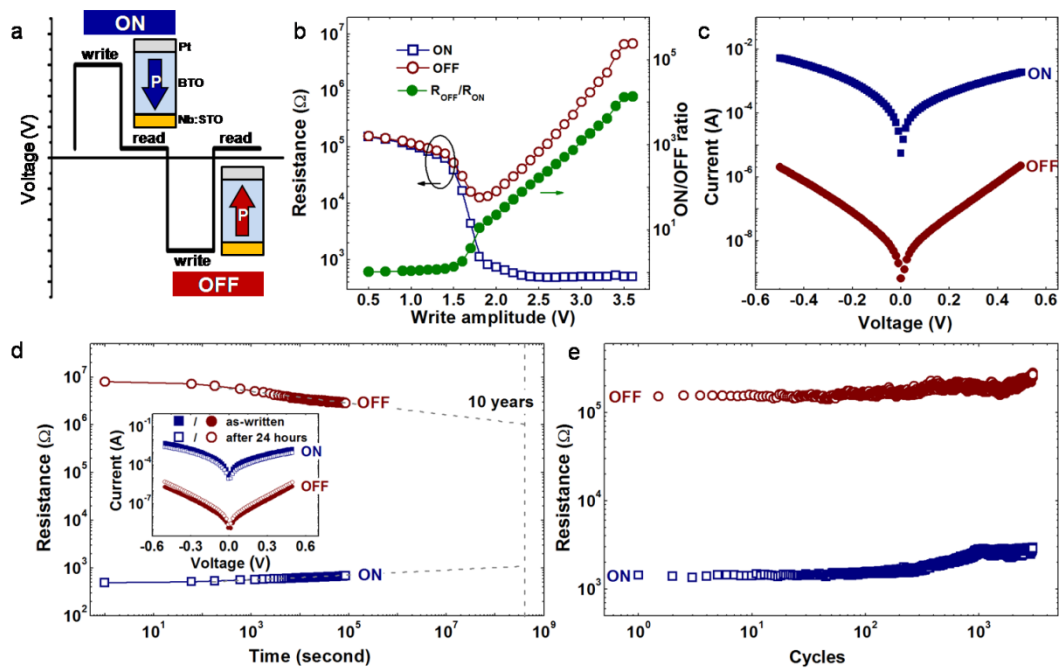 a
ON
write
Pt
P
BTO
Nb:STO
read
read
P
write
OFF
Voltage (V)
b
ON
OFF
R_OFF/R_ON
10^7
10^6
10^5
10^4
10^3
Resistance (Ω)
10^5
10^3
10^1
ON/OFF ratio
0.5 1.0 1.5 2.0 2.5 3.0 3.5
Write amplitude (V)
c
10^-2
10^-4
10^-6
10^-8
Current (A)
ON
OFF
-0.6 -0.4 -0.2 0.0 0.2 0.4 0.6
Voltage (V)
d
10^7
10^6
10^5
10^4
10^3
10^2
Resistance (Ω)
OFF
10 years
10^-1
10^-4
10^-7
Current (A)
/ as-written
/ after 24 hours
ON
OFF
-0.6 -0.3 0.0 0.3 0.6
Voltage (V)
ON
10^1 10^3 10^5 10^7 10^9
Time (second)
e
10^5
10^4
10^3
Resistance (Ω)
OFF
ON
10^0 10^1 10^2 10^3
Cycles